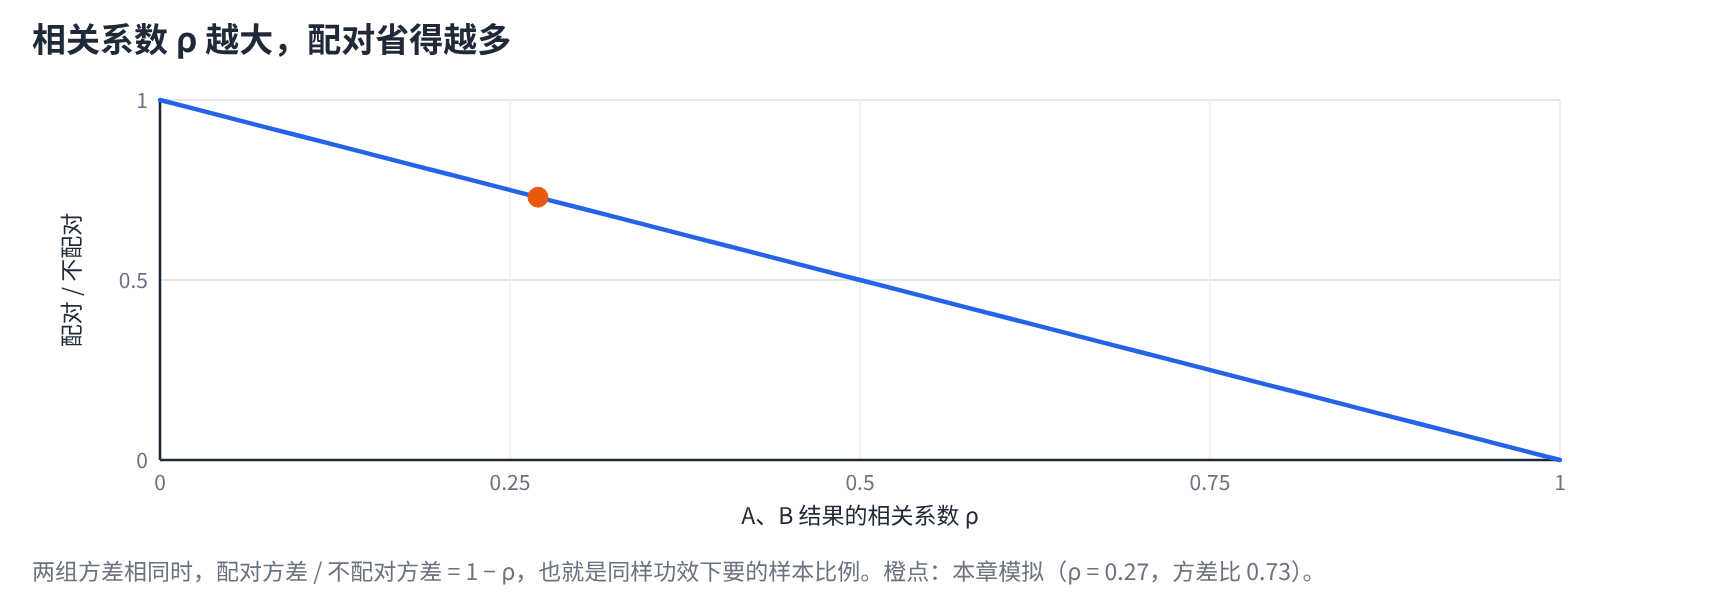 相关系数 ρ 越大，配对省得越多
1
0.5
0
配对 / 不配对
0
0.25
0.5
0.75
1
A、B 结果的相关系数 ρ
两组方差相同时，配对方差 / 不配对方差 = 1 − ρ，也就是同样功效下要的样本比例。橙点：本章模拟（ρ = 0.27，方差比 0.73）。